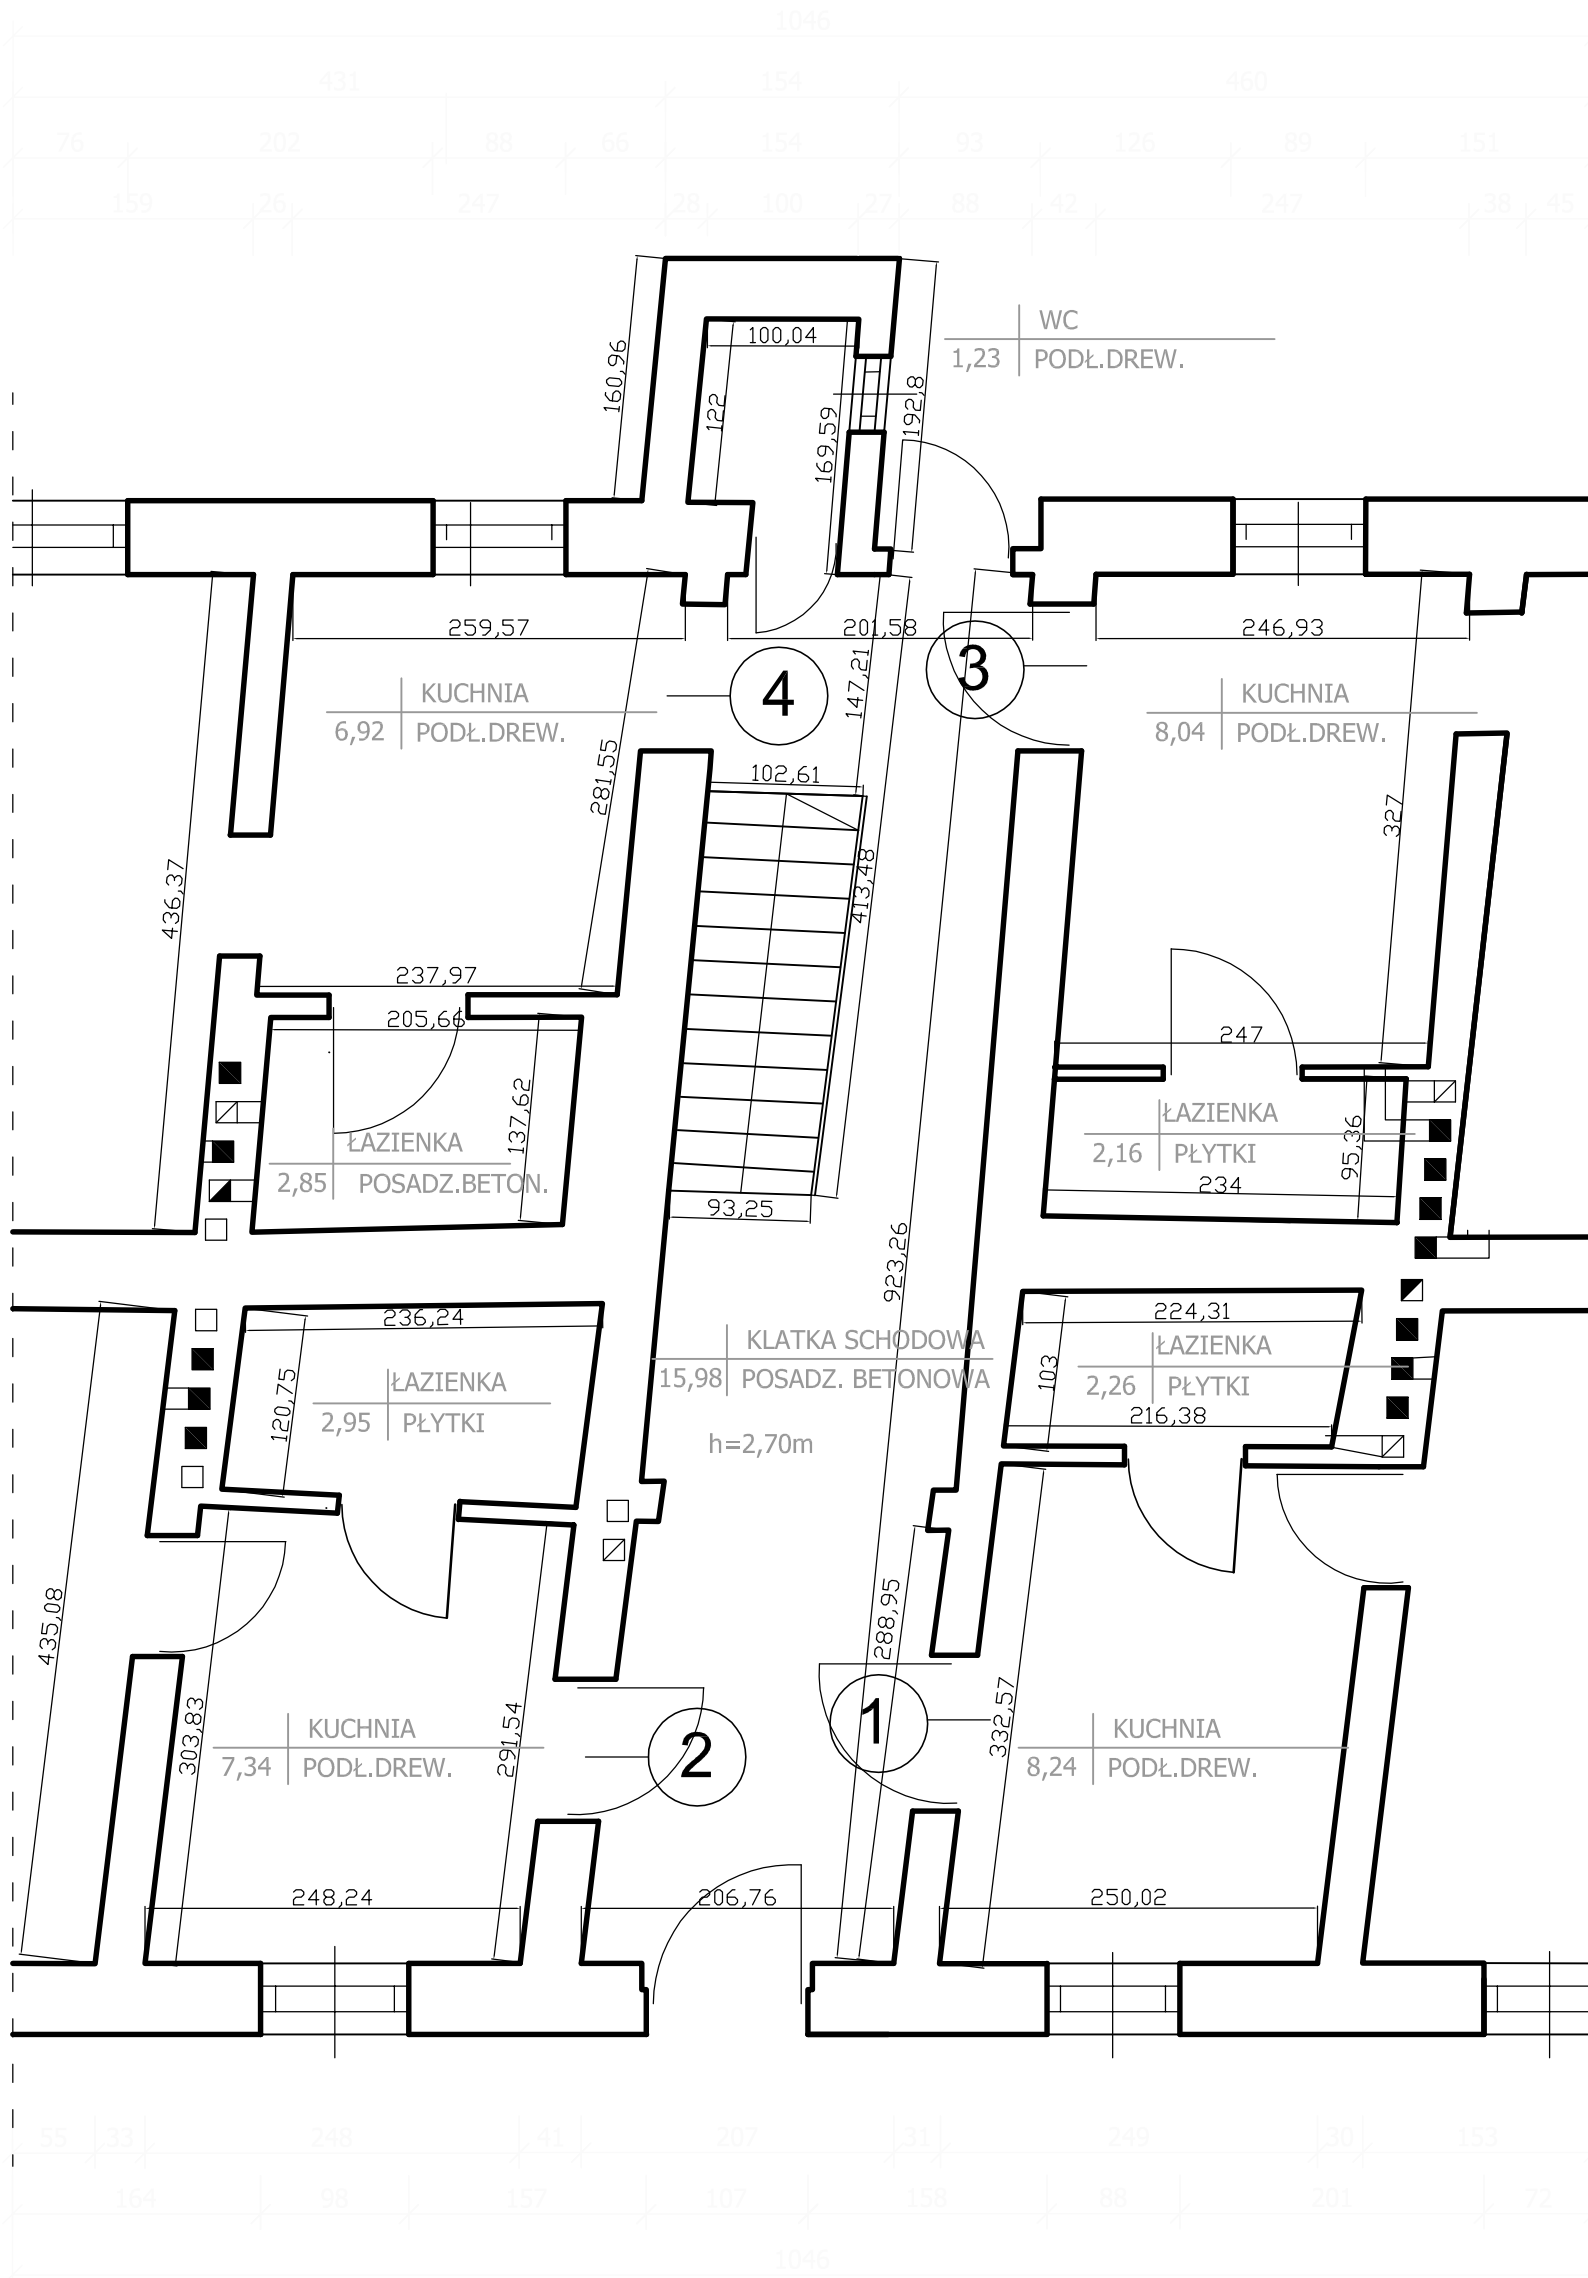 1046
431 154 460
76 202 88 66 154 93 126 89 151
159 26 247 28 100 27 88 42 247 38 45
WC
1,23 PODŁ.DREW.
100,04
160,96
122
169,59
192,8
259,57
201,58
246,93
KUCHNIA
6,92 PODŁ.DREW.
4
3
147,21
KUCHNIA
8,04 PODŁ.DREW.
281,55
102,61
327
413,48
436,37
237,97
205,66
247
137,62
ŁAZIENKA
2,85 POSADZ.BETON.
ŁAZIENKA
2,16 PŁYTKI
95,36
234
93,25
923,26
236,24
224,31
KLATKA SCHODOWA
15,98 POSADZ. BETONOWA
h=2,70m
ŁAZIENKA
2,26 PŁYTKI
103
216,38
120,75
ŁAZIENKA
2,95 PŁYTKI
435,08
288,95
303,83
291,54
332,57
KUCHNIA
7,34 PODŁ.DREW.
2
1
KUCHNIA
8,24 PODŁ.DREW.
248,24
206,76
250,02
55 33 248 41 207 31 249 30 153
164 98 157 107 158 88 201 72
1046